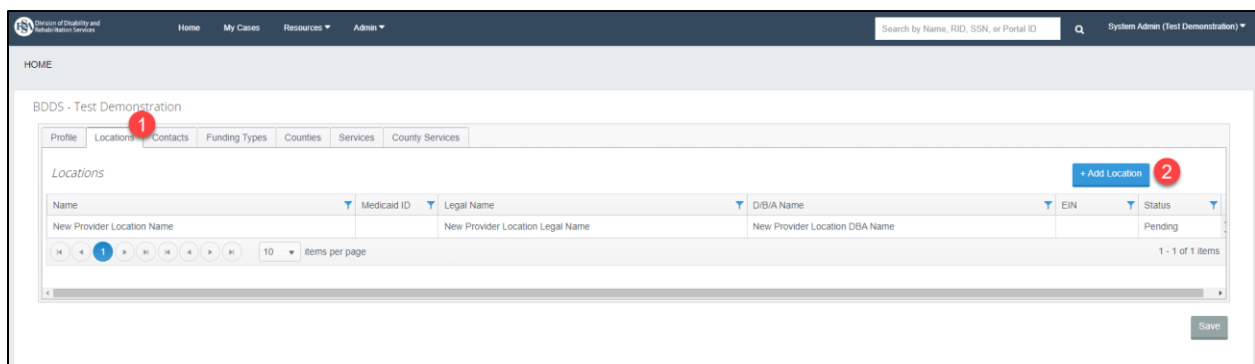 FSSA Division of Disability and Rehabilitation Services Home My Cases Resources Admin Search by Name, RID, SSN, or Portal ID System Admin (Test Demonstration)
HOME
BDDS - Test Demonstration
1
Profile Locations Contacts Funding Types Counties Services County Services
Locations + Add Location 2
Name Medicaid ID Legal Name D/B/A Name EIN Status
New Provider Location Name New Provider Location Legal Name New Provider Location DBA Name Pending
1 10 items per page 1 - 1 of 1 items
Save